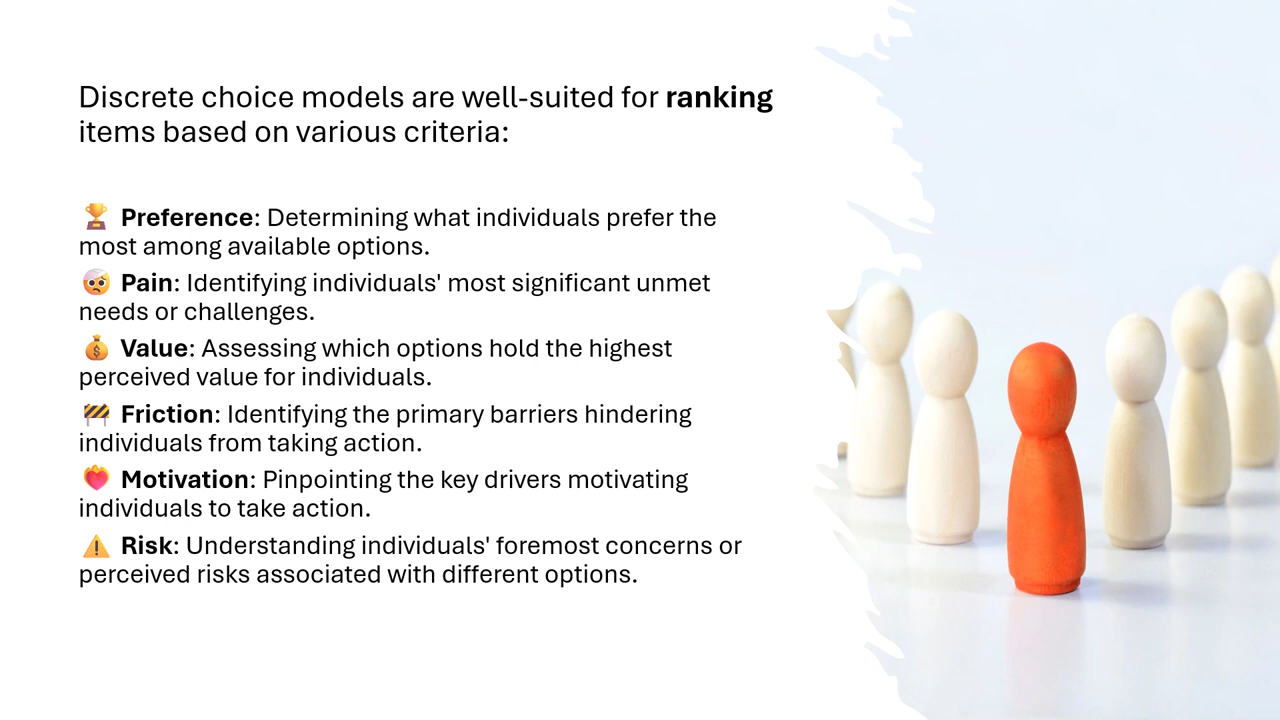 Discrete choice models are well-suited for ranking
items based on various criteria:
🏆 Preference: Determining what individuals prefer the
most among available options.
🤕 Pain: Identifying individuals' most significant unmet
needs or challenges.
💰 Value: Assessing which options hold the highest
perceived value for individuals.
🚧 Friction: Identifying the primary barriers hindering
individuals from taking action.
❤️‍🔥 Motivation: Pinpointing the key drivers motivating
individuals to take action.
⚠️ Risk: Understanding individuals' foremost concerns or
perceived risks associated with different options.